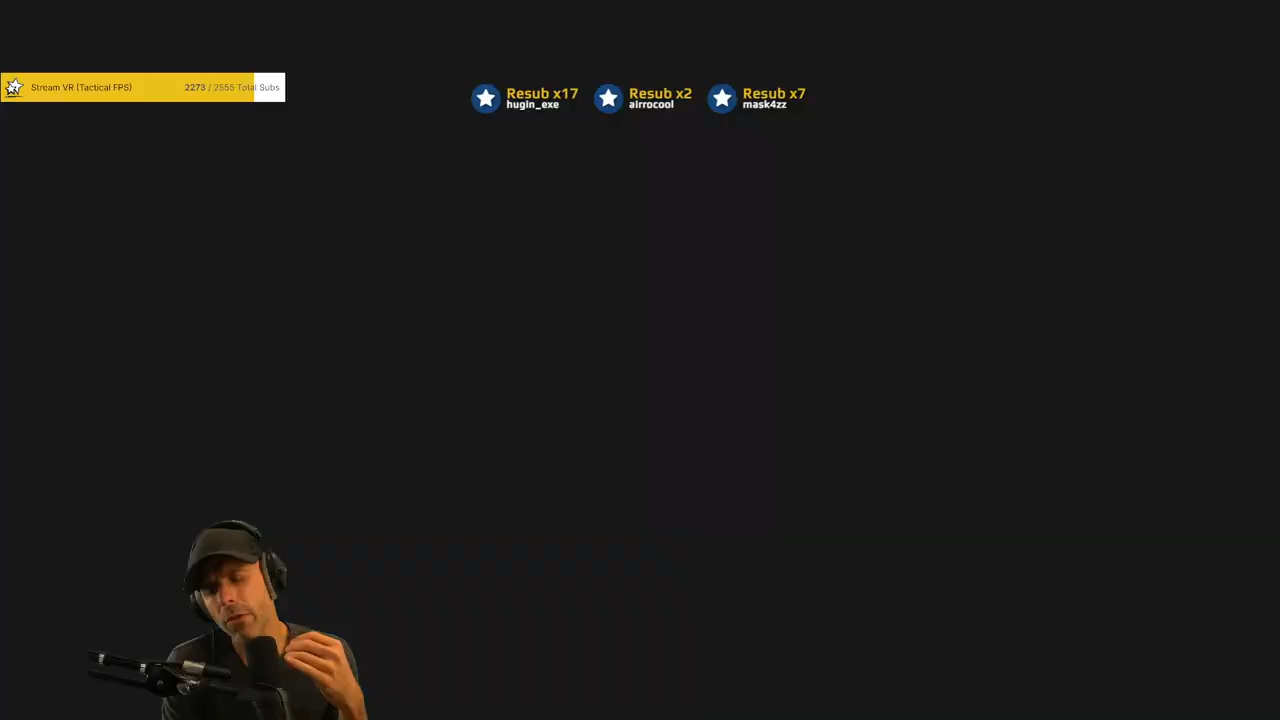 Stream VR (Tactical FPS) 2273 / 2555 Total Subs
Resub x17 Resub x2 Resub x7
hugin_exe airrocool mask4zz